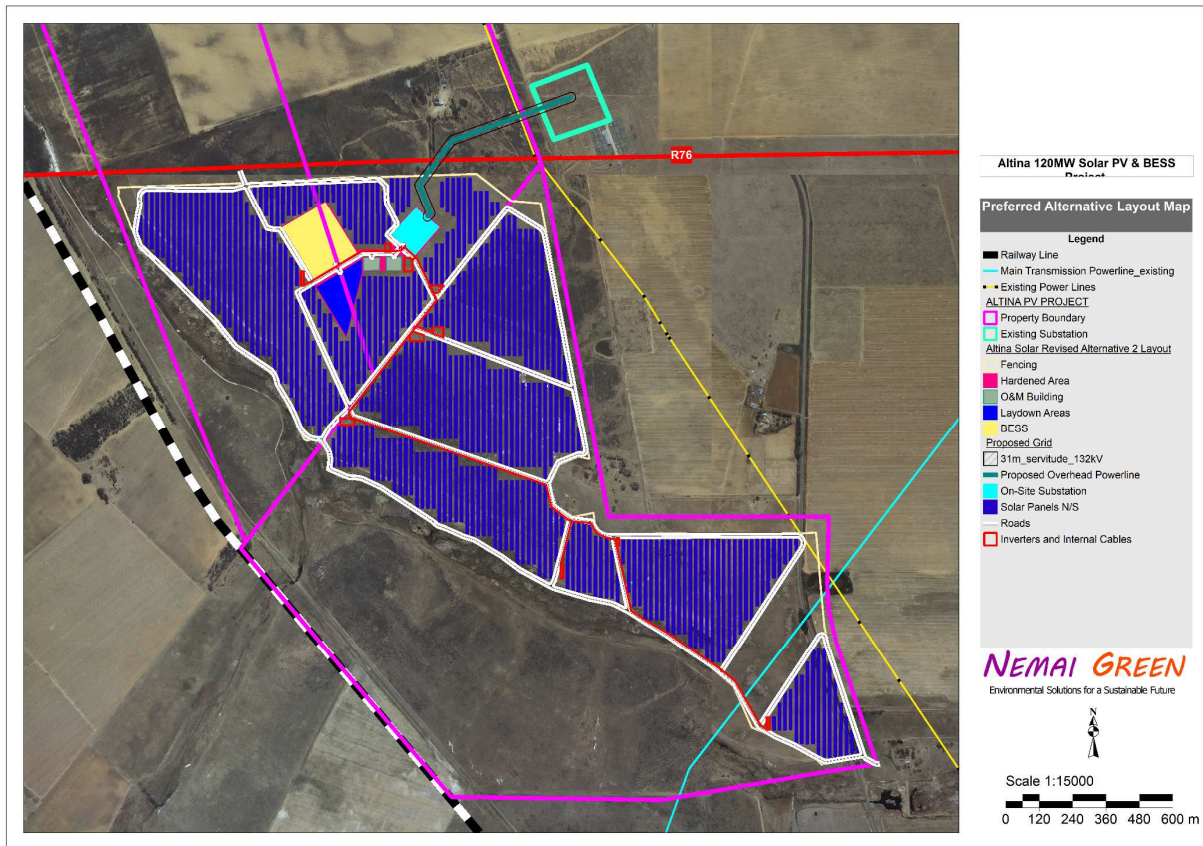 R76
Altina 120MW Solar PV & BESS
Project
Preferred Alternative Layout Map
Legend
Railway Line
Main Transmission Powerline_existing
Existing Power Lines
ALTINA PV PROJECT
Property Boundary
Existing Substation
Altina Solar Revised Alternative 2 Layout
Fencing
Hardened Area
O&M Building
Laydown Areas
BESS
Proposed Grid
31m_servitude_132kV
Proposed Overhead Powerline
On-Site Substation
Solar Panels N/S
Roads
Inverters and Internal Cables
NEMAI GREEN
Environmental Solutions for a Sustainable Future
N
Scale 1:15000
0 120 240 360 480 600 m